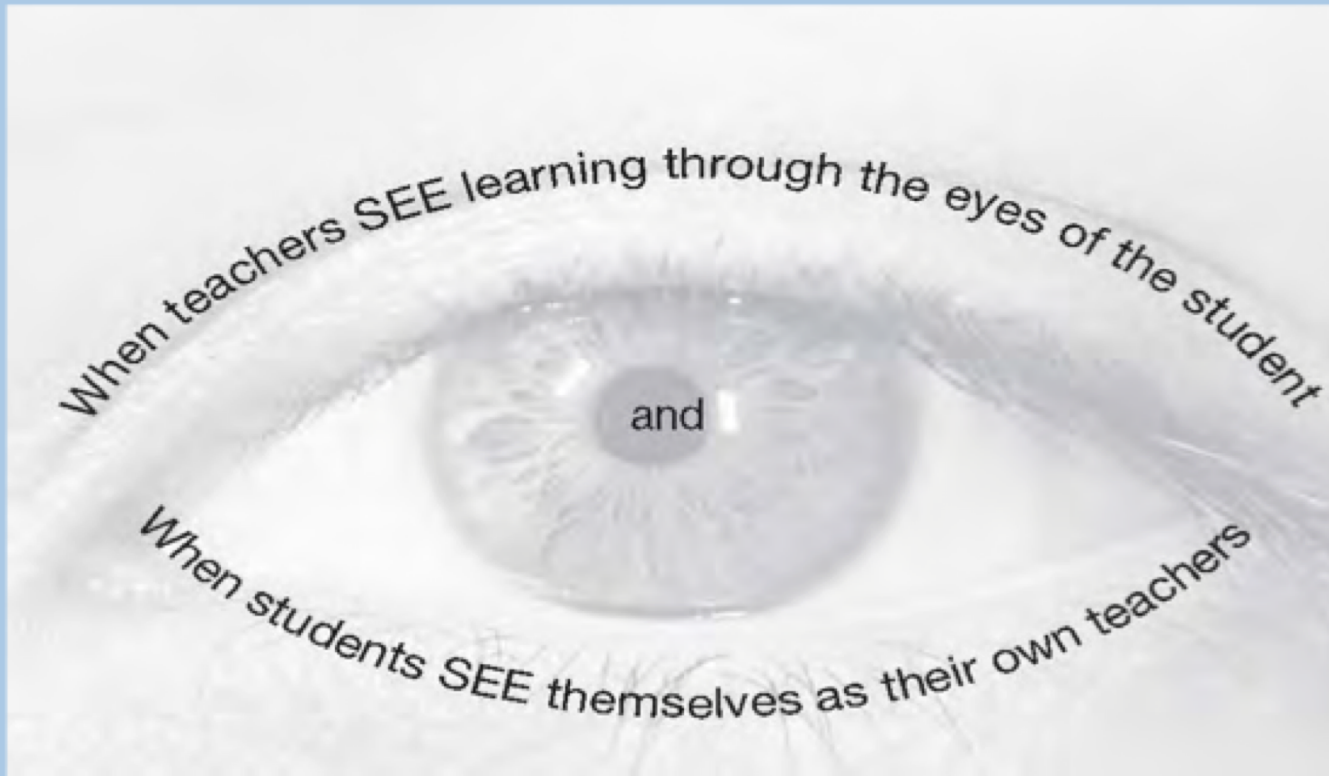 When teachers SEE learning through the eyes of the student
and
When students SEE themselves as their own teachers